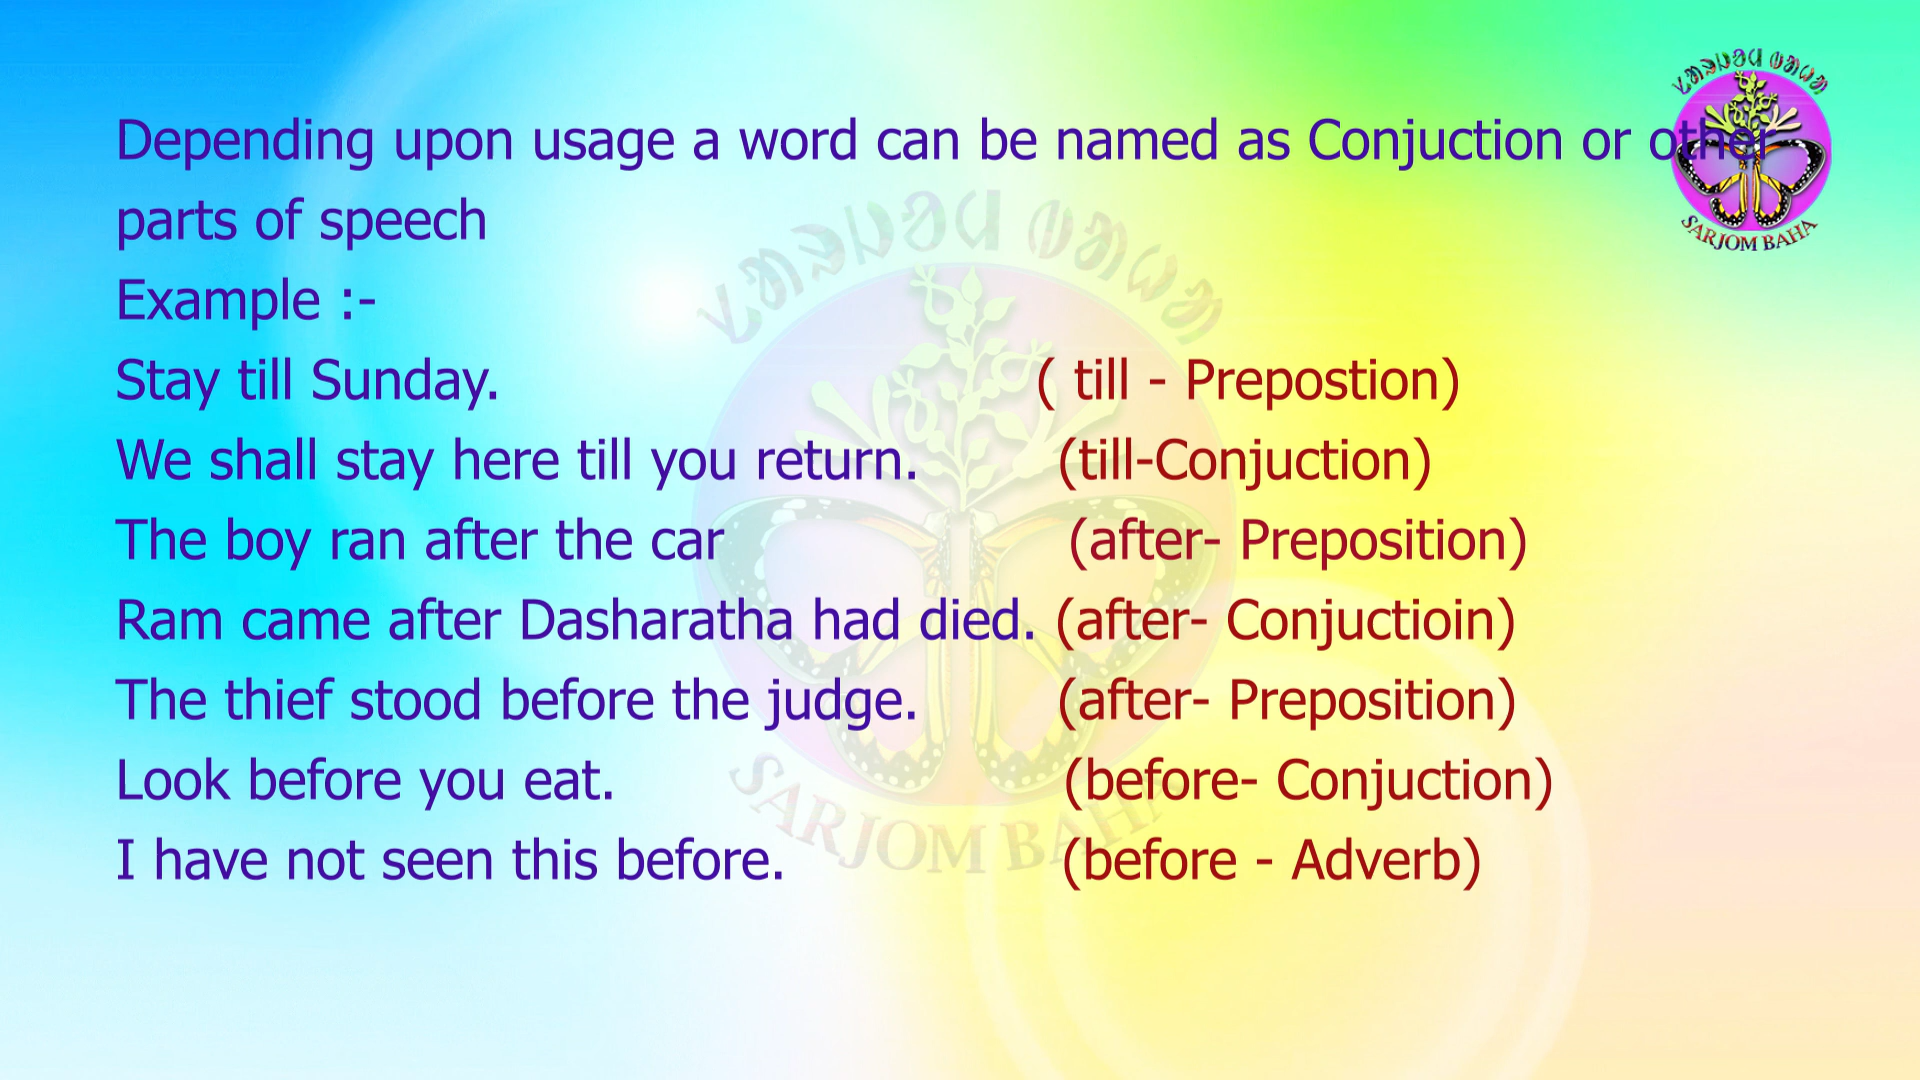 Depending upon usage a word can be named as Conjuction or other
parts of speech
Example :-
Stay till Sunday. ( till - Prepostion)
We shall stay here till you return. (till-Conjuction)
The boy ran after the car (after- Preposition)
Ram came after Dasharatha had died. (after- Conjuctioin)
The thief stood before the judge. (after- Preposition)
Look before you eat. (before- Conjuction)
I have not seen this before. (before - Adverb)
SARJOM BAHA
SARJOM BAHA